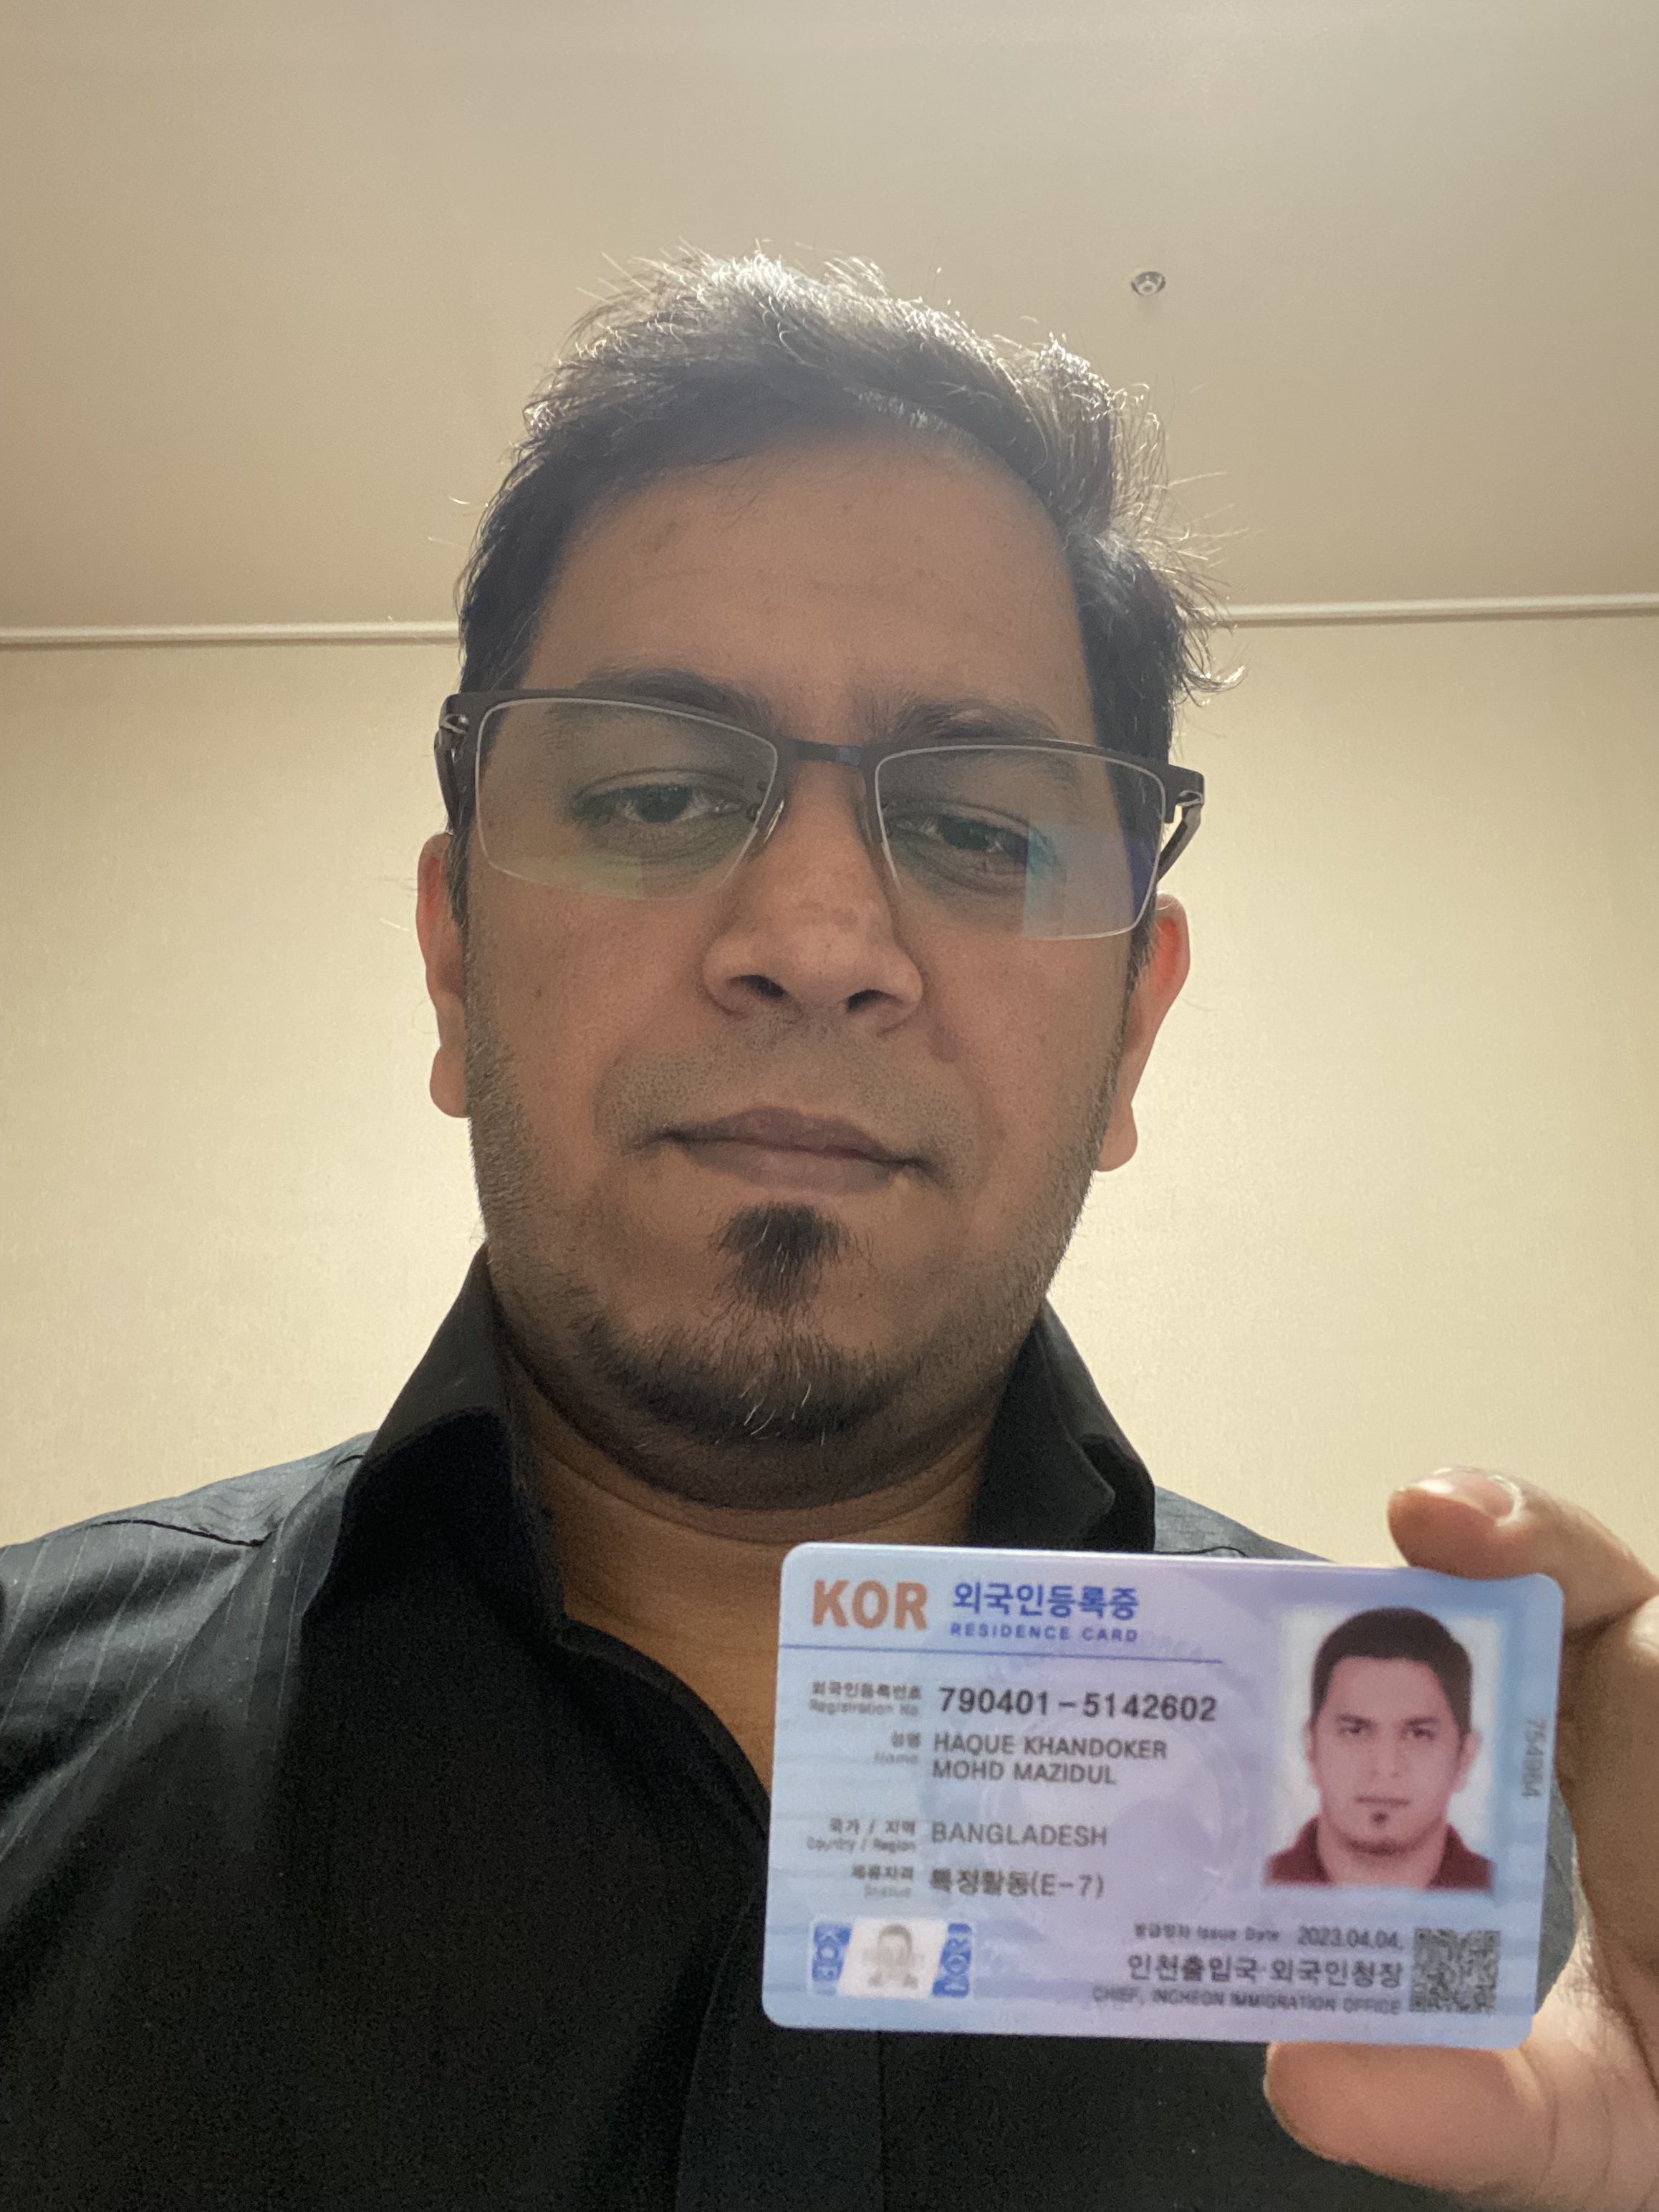 KOR 외국인등록증
RESIDENCE CARD
외국인등록번호 790401-5142602
Registration No.
성명 HAQUE KHANDOKER
Name MOHD MAZIDUL
국가 / 지역 BANGLADESH
Country / Region
체류자격 특정활동(E-7)
Status
발급일자 Issue Date 2023.04.04.
인천출입국·외국인청장
CHIEF, INCHEON IMMIGRATION OFFICE
KOR
KOR